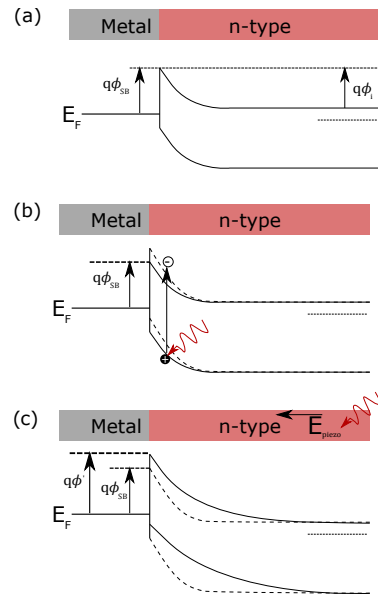 (a)
Metal n-type
qϕSB qϕi
EF
(b)
Metal n-type
-
qϕSB
EF
+
(c)
Metal n-type Epiezo
qϕ' qϕSB
EF